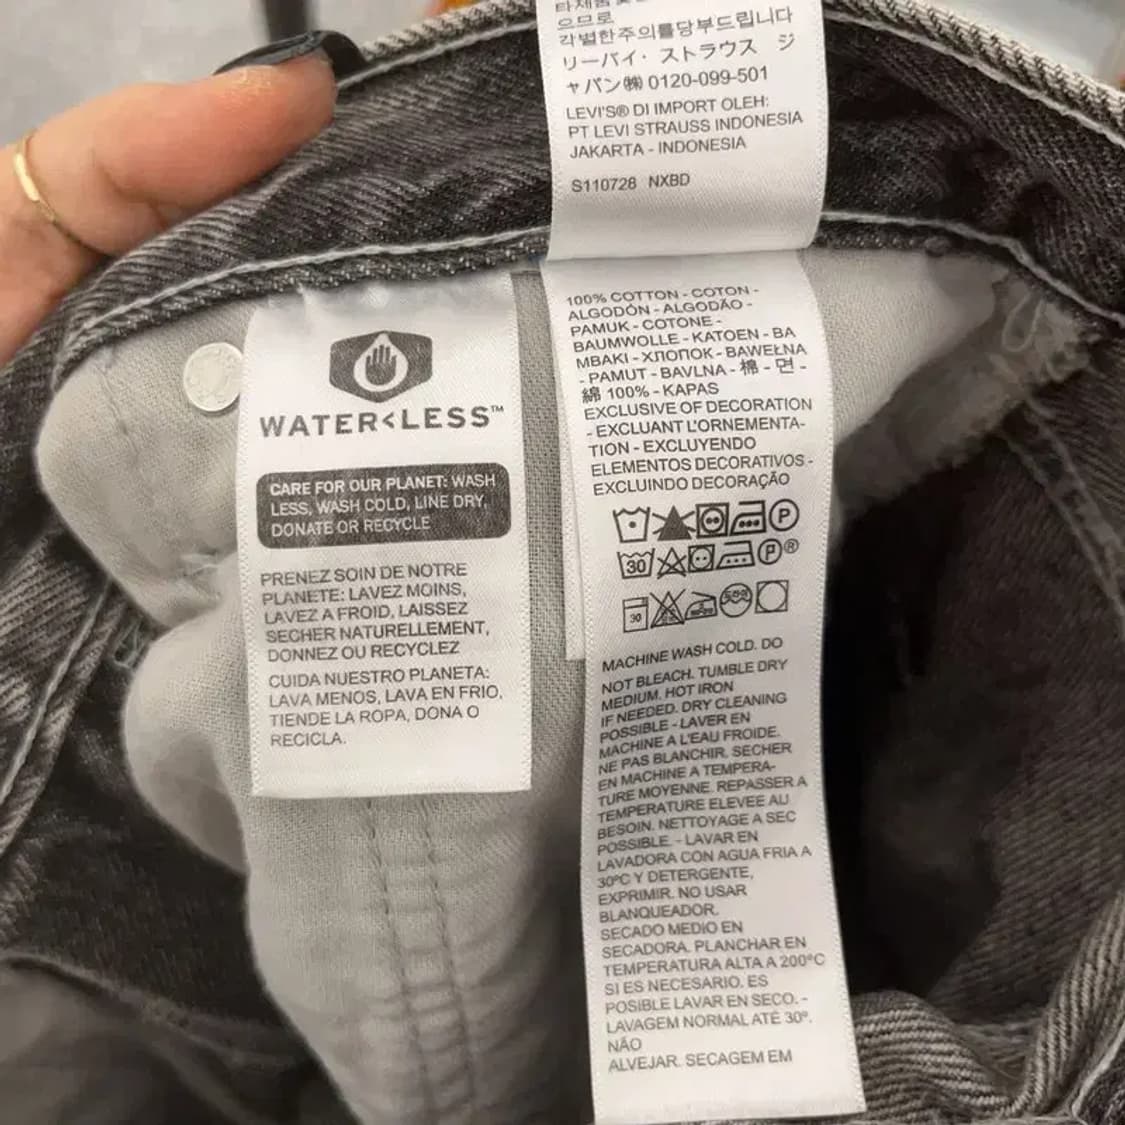 으므로
각별한주의를당부드립니다
リーバイ・ストラウス ジ
ャパン㈱ 0120-099-501
LEVI'S® DI IMPORT OLEH:
PT LEVI STRAUSS INDONESIA
JAKARTA - INDONESIA
S110728 NXBD
WATER<LESS™
CARE FOR OUR PLANET: WASH
LESS, WASH COLD, LINE DRY,
DONATE OR RECYCLE
PRENEZ SOIN DE NOTRE
PLANETE: LAVEZ MOINS,
LAVEZ A FROID, LAISSEZ
SECHER NATURELLEMENT,
DONNEZ OU RECYCLEZ
CUIDA NUESTRO PLANETA:
LAVA MENOS, LAVA EN FRIO,
TIENDE LA ROPA, DONA O
RECICLA.
100% COTTON - COTON -
ALGODÓN - ALGODÃO -
PAMUK - COTONE -
BAUMWOLLE - KATOEN - BA
MBAKI - ХЛОПОК - BAWEŁNA
- PAMUT - BAVLNA - 棉 - 면 -
綿 100% - KAPAS
EXCLUSIVE OF DECORATION
- EXCLUANT L'ORNEMENTA-
TION - EXCLUYENDO
ELEMENTOS DECORATIVOS -
EXCLUINDO DECORAÇÃO
P
30 P ®
30
MACHINE WASH COLD. DO
NOT BLEACH. TUMBLE DRY
MEDIUM. HOT IRON
IF NEEDED. DRY CLEANING
POSSIBLE - LAVER EN
MACHINE A L'EAU FROIDE.
NE PAS BLANCHIR. SECHER
EN MACHINE A TEMPERA-
TURE MOYENNE. REPASSER A
TEMPERATURE ELEVEE AU
BESOIN. NETTOYAGE A SEC
POSSIBLE. - LAVAR EN
LAVADORA CON AGUA FRIA A
30ºC Y DETERGENTE,
EXPRIMIR. NO USAR
BLANQUEADOR.
SECADO MEDIO EN
SECADORA. PLANCHAR EN
TEMPERATURA ALTA A 200ºC
SI ES NECESARIO. ES
POSIBLE LAVAR EN SECO. -
LAVAGEM NORMAL ATÉ 30º.
NÃO
ALVEJAR. SECAGEM EM